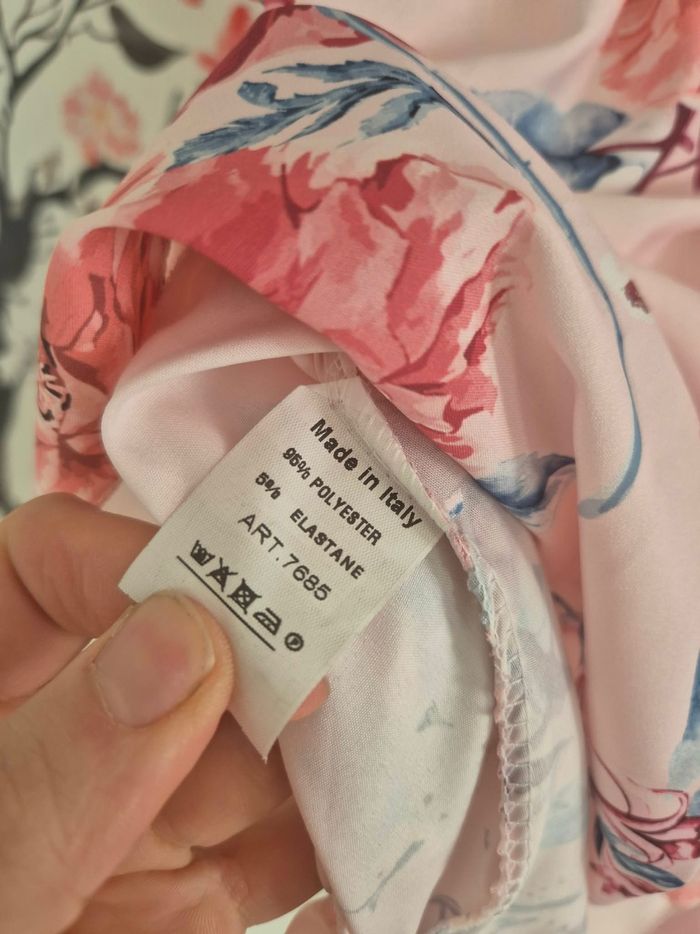 Made in Italy
95% POLYESTER
5% ELASTANE
ART.7685
P